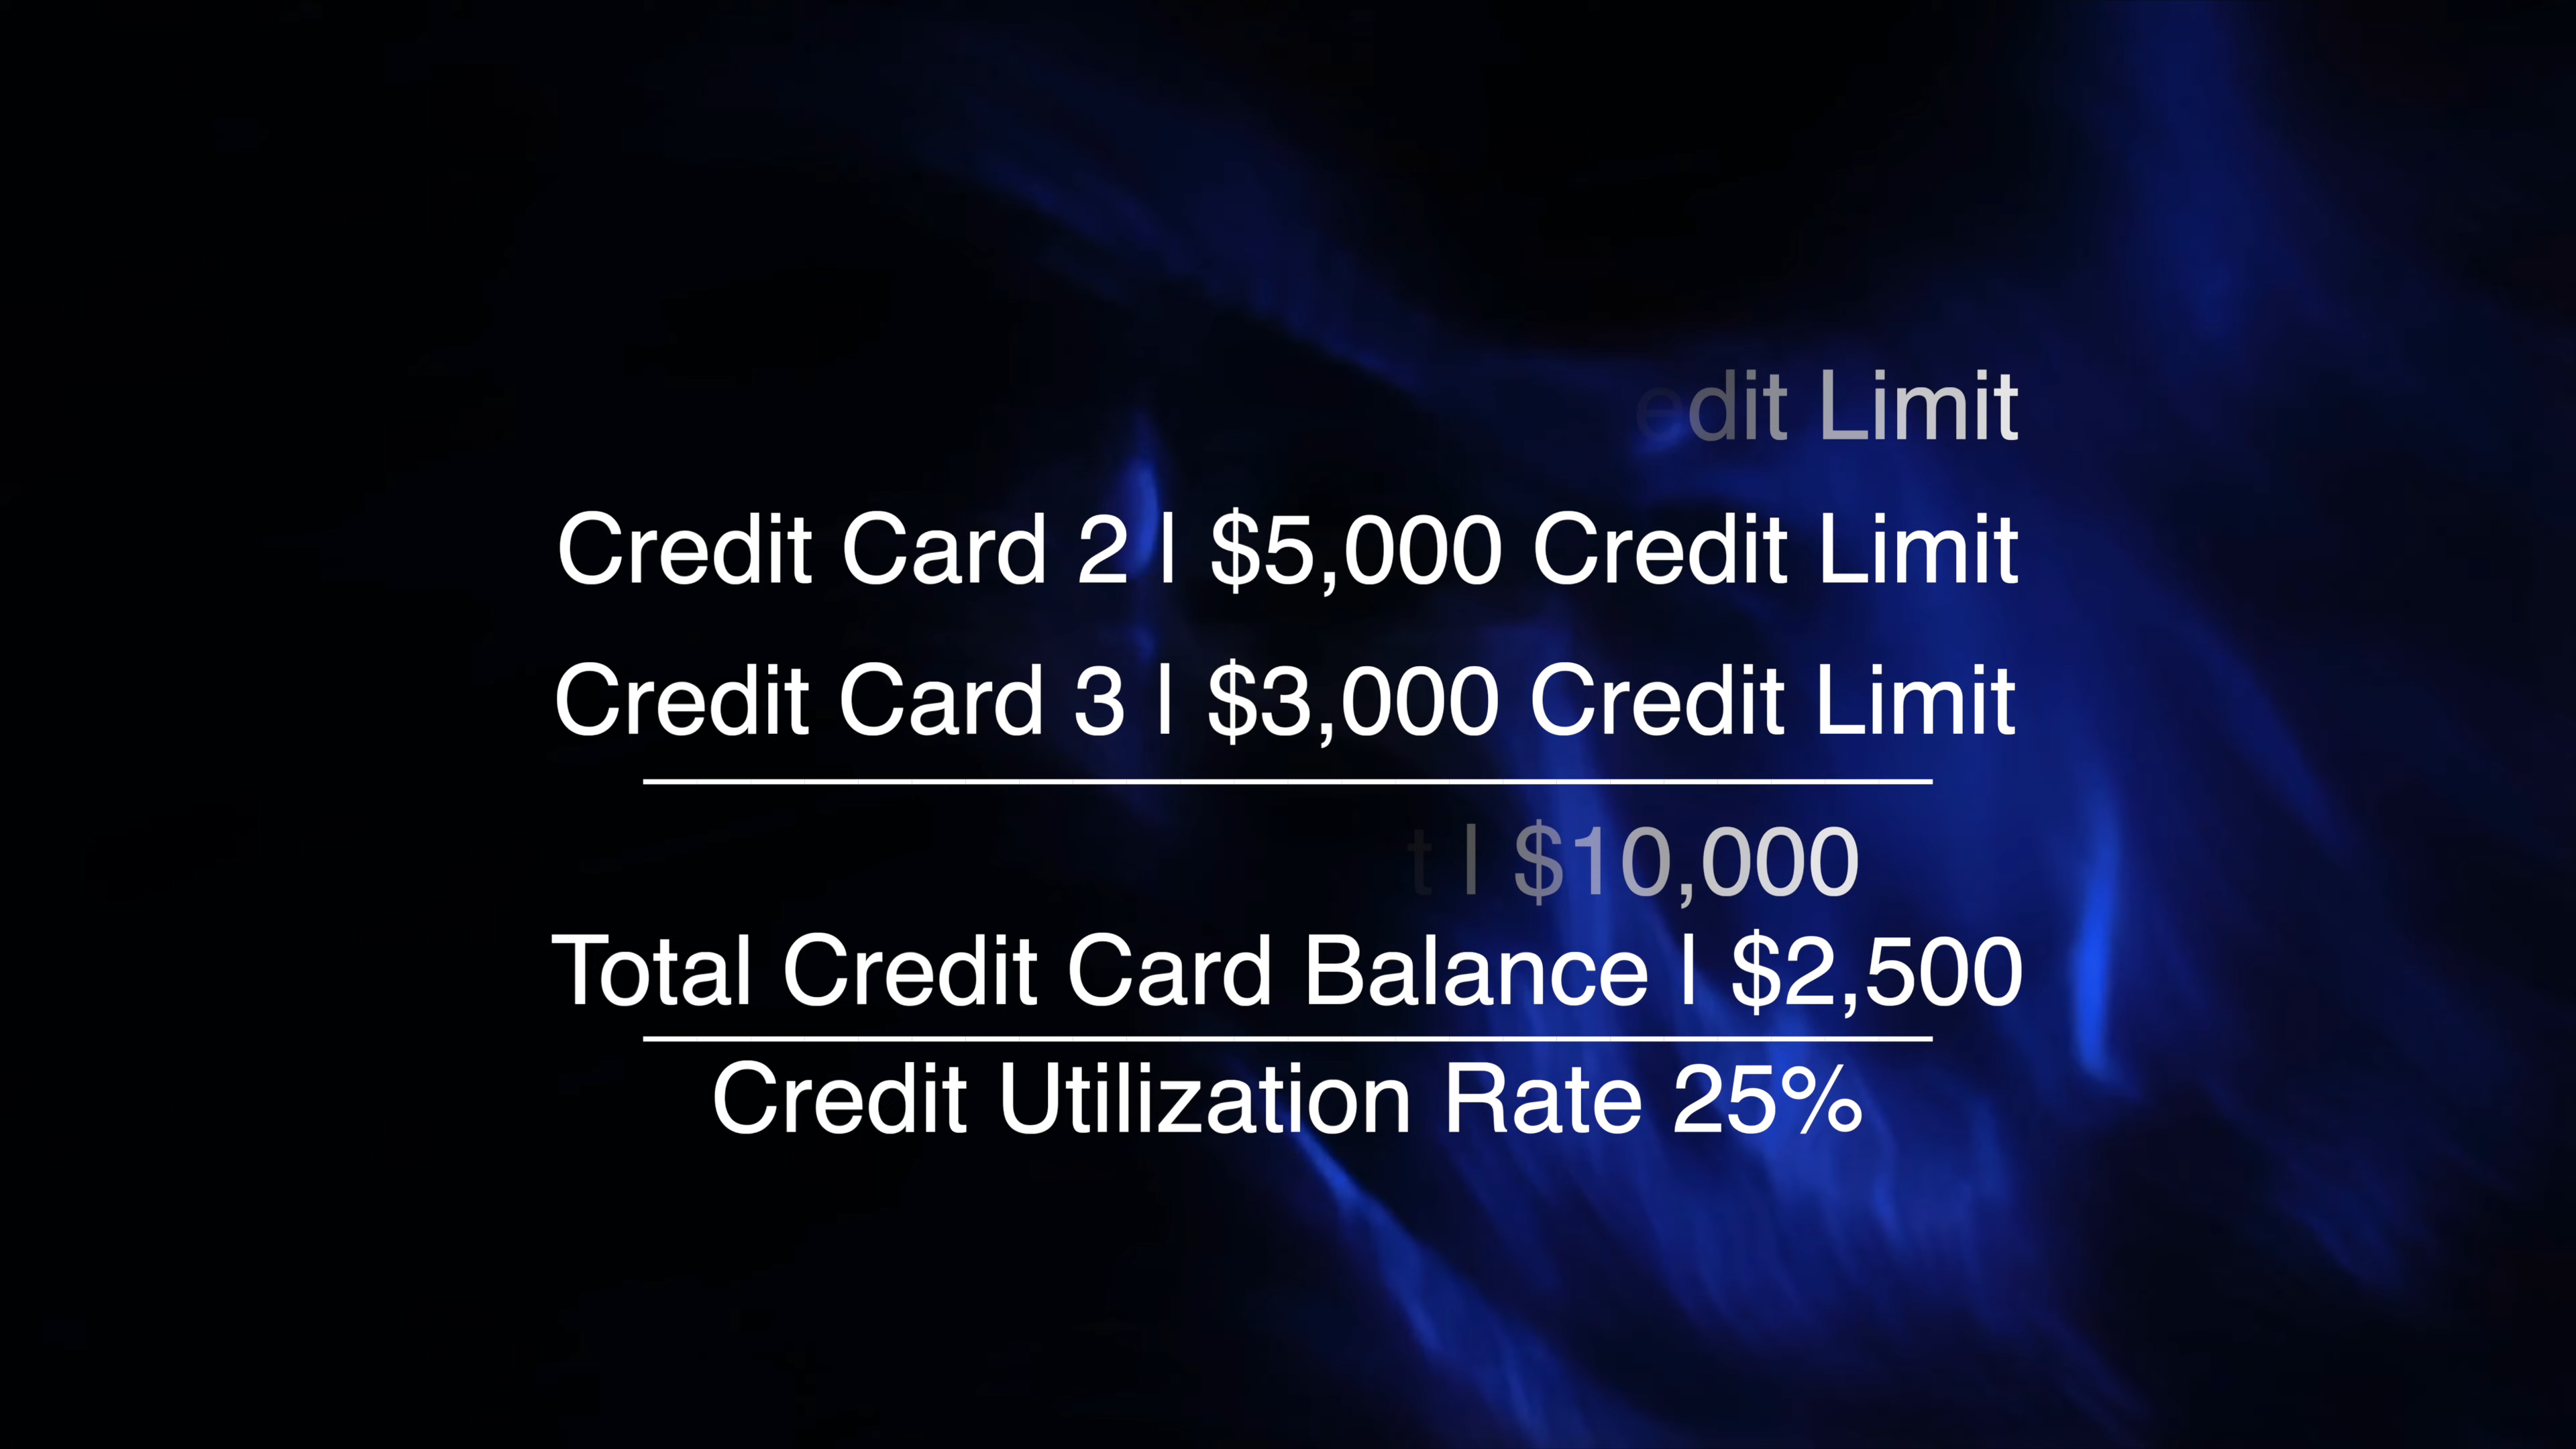 edit Limit
Credit Card 2 | $5,000 Credit Limit
Credit Card 3 | $3,000 Credit Limit
t | $10,000
Total Credit Card Balance | $2,500
Credit Utilization Rate 25%